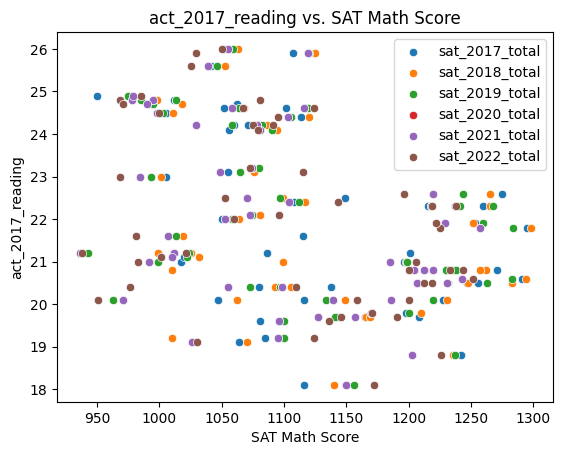 act_2017_reading vs. SAT Math Score
26
25
24
23
22
21
20
19
18
act_2017_reading
950
1000
1050
1100
1150
1200
1250
1300
SAT Math Score
sat_2017_total
sat_2018_total
sat_2019_total
sat_2020_total
sat_2021_total
sat_2022_total